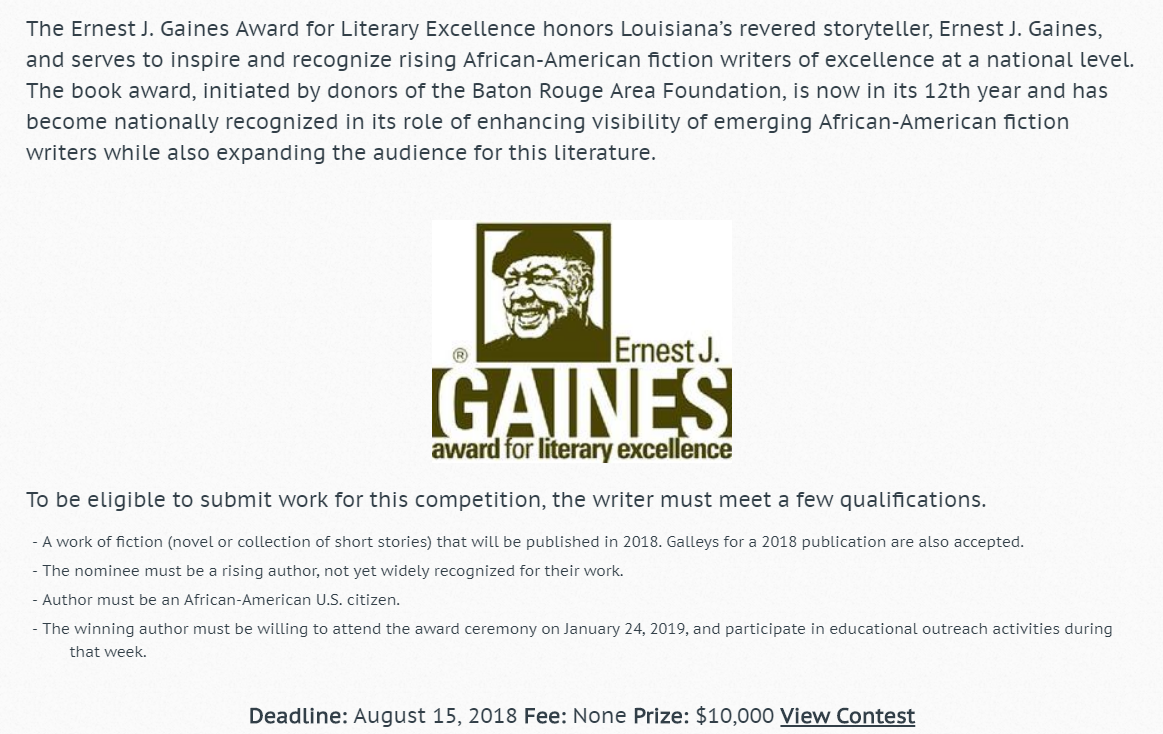 The Ernest J. Gaines Award for Literary Excellence honors Louisiana’s revered storyteller, Ernest J. Gaines,
and serves to inspire and recognize rising African-American fiction writers of excellence at a national level.
The book award, initiated by donors of the Baton Rouge Area Foundation, is now in its 12th year and has
become nationally recognized in its role of enhancing visibility of emerging African-American fiction
writers while also expanding the audience for this literature.
® Ernest J.
GAINES
award for literary excellence
To be eligible to submit work for this competition, the writer must meet a few qualifications.
- A work of fiction (novel or collection of short stories) that will be published in 2018. Galleys for a 2018 publication are also accepted.
- The nominee must be a rising author, not yet widely recognized for their work.
- Author must be an African-American U.S. citizen.
- The winning author must be willing to attend the award ceremony on January 24, 2019, and participate in educational outreach activities during
that week.
Deadline: August 15, 2018 Fee: None Prize: $10,000 View Contest